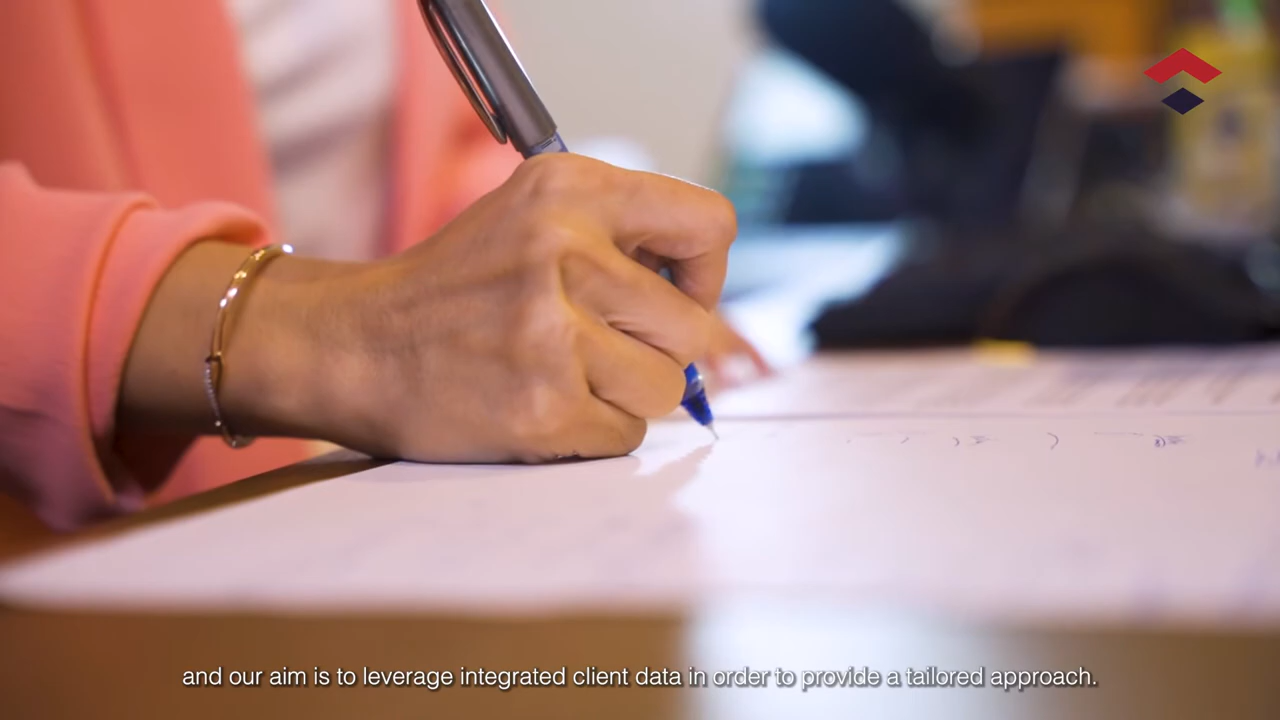 and our aim is to leverage integrated client data in order to provide a tailored approach.